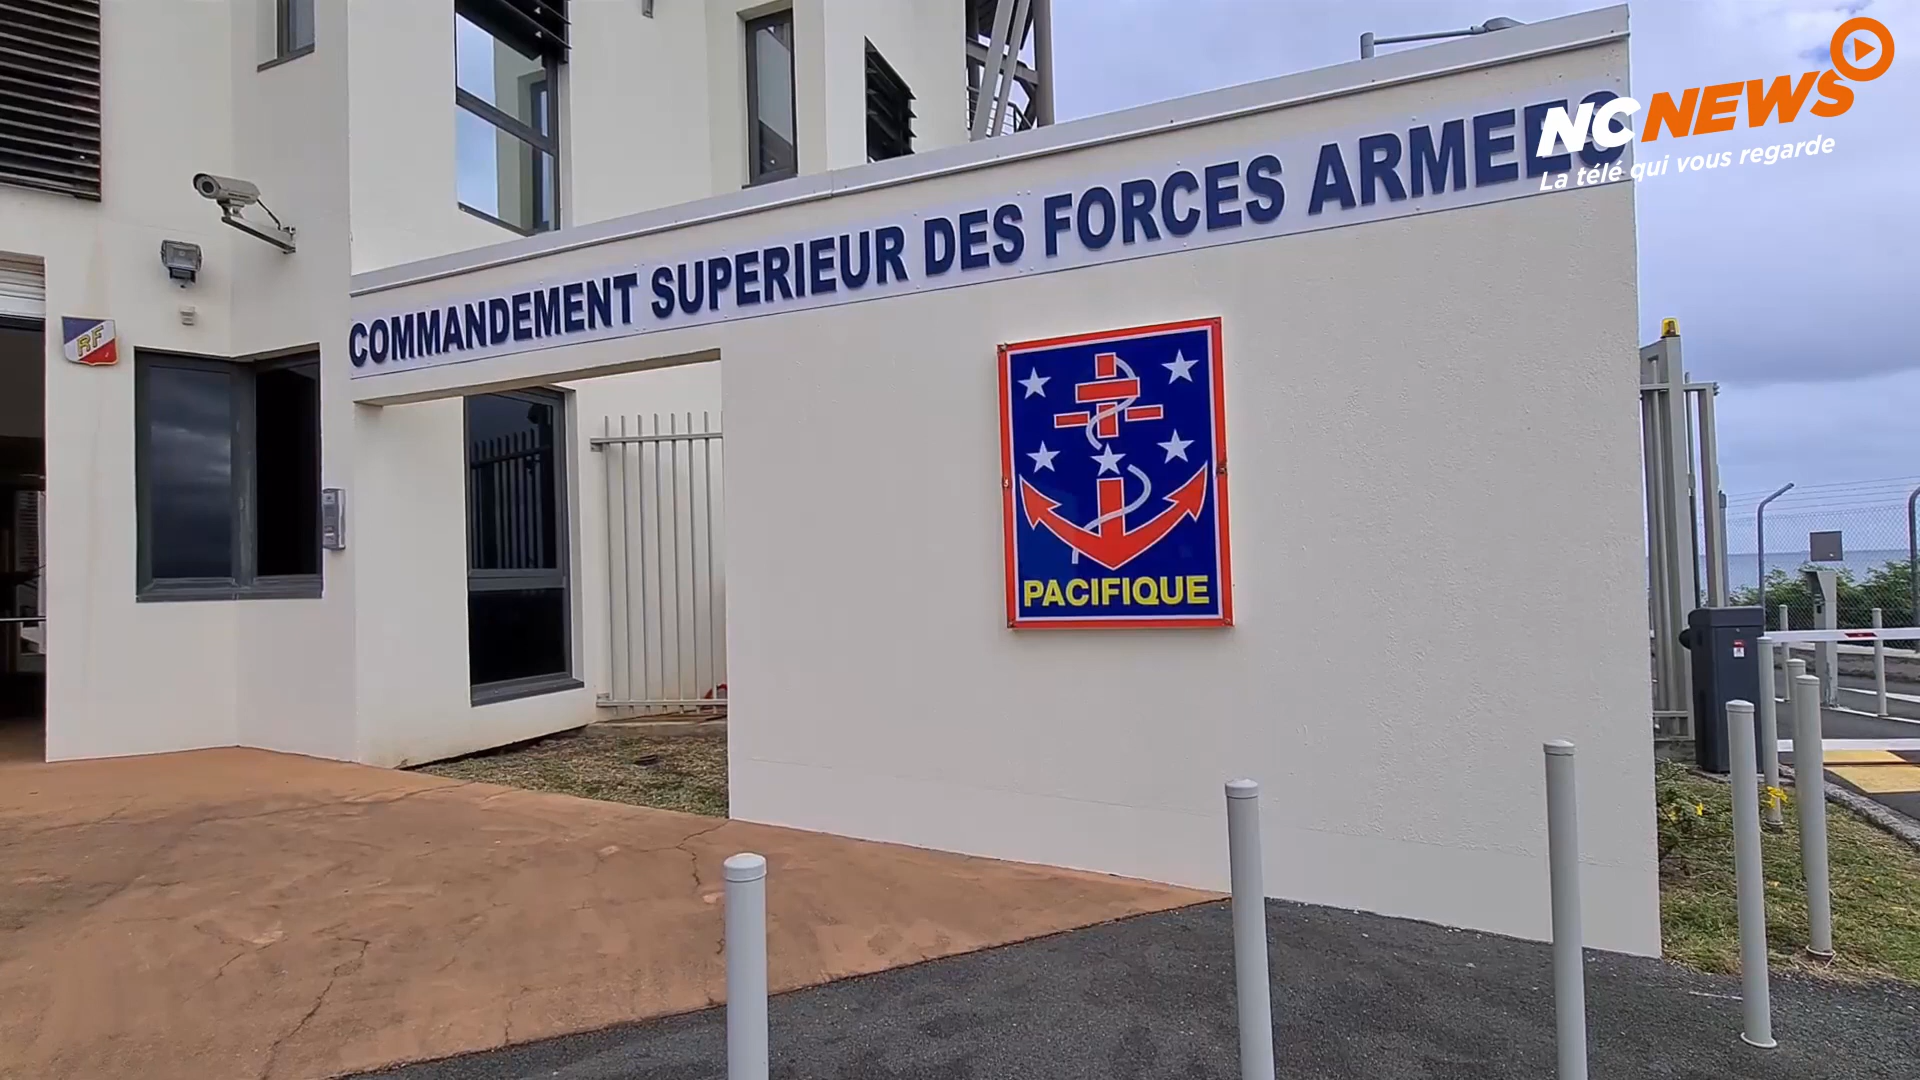 NC NEWS
La télé qui vous regarde
COMMANDEMENT SUPERIEUR DES FORCES ARMEES
RF
PACIFIQUE